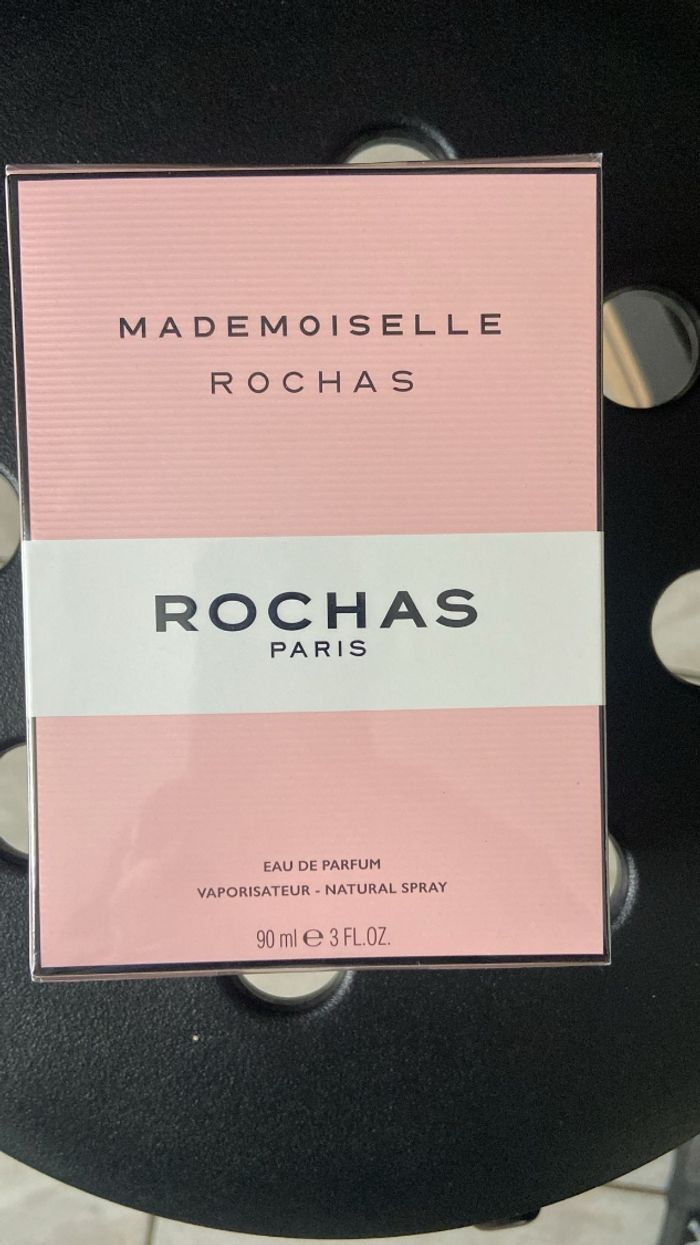 MADEMOISELLE
ROCHAS
ROCHAS
PARIS
EAU DE PARFUM
VAPORISATEUR - NATURAL SPRAY
90 ml ℮ 3 FL.OZ.